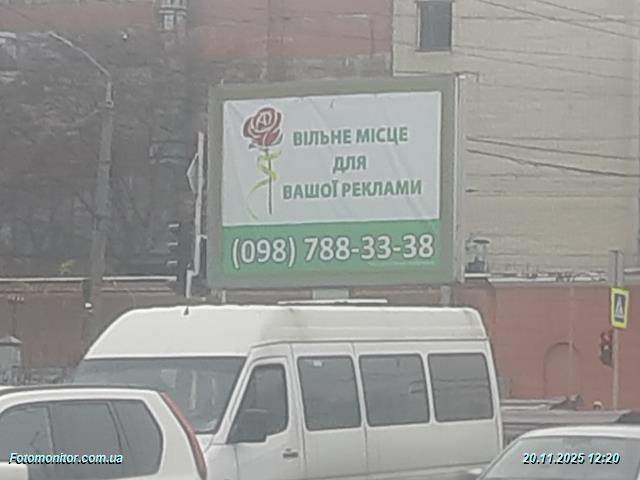 ВІЛЬНЕ МІСЦЕ
ДЛЯ
ВАШОЇ РЕКЛАМИ
(098) 788-33-38
Fotomonitor.com.ua
20.11.2025 12:20